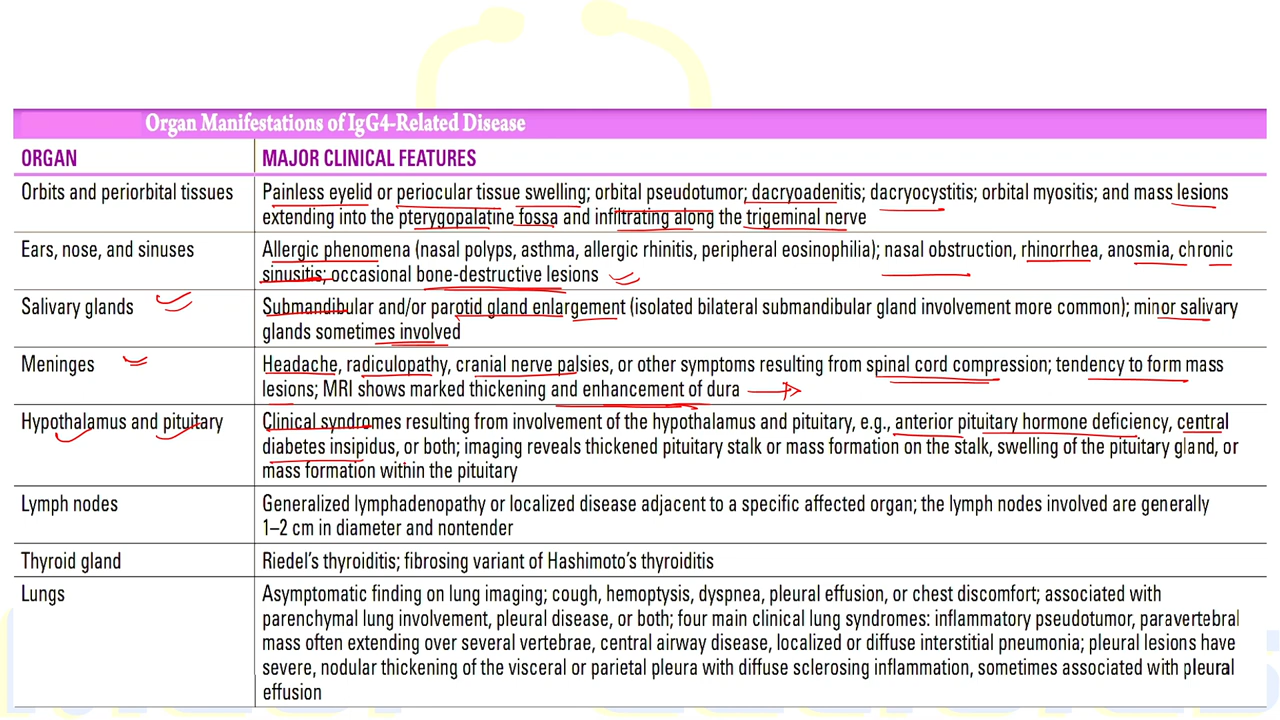 Organ Manifestations of IgG4-Related Disease
ORGAN MAJOR CLINICAL FEATURES
Orbits and periorbital tissues Painless eyelid or periocular tissue swelling; orbital pseudotumor; dacryoadenitis; dacryocystitis; orbital myositis; and mass lesions
extending into the pterygopalatine fossa and infiltrating along the trigeminal nerve
Ears, nose, and sinuses Allergic phenomena (nasal polyps, asthma, allergic rhinitis, peripheral eosinophilia); nasal obstruction, rhinorrhea, anosmia, chronic
sinusitis; occasional bone-destructive lesions
Salivary glands Submandibular and/or parotid gland enlargement (isolated bilateral submandibular gland involvement more common); minor salivary
glands sometimes involved
Meninges Headache, radiculopathy, cranial nerve palsies, or other symptoms resulting from spinal cord compression; tendency to form mass
lesions; MRI shows marked thickening and enhancement of dura
Hypothalamus and pituitary Clinical syndromes resulting from involvement of the hypothalamus and pituitary, e.g., anterior pituitary hormone deficiency, central
diabetes insipidus, or both; imaging reveals thickened pituitary stalk or mass formation on the stalk, swelling of the pituitary gland, or
mass formation within the pituitary
Lymph nodes Generalized lymphadenopathy or localized disease adjacent to a specific affected organ; the lymph nodes involved are generally
1–2 cm in diameter and nontender
Thyroid gland Riedel's thyroiditis; fibrosing variant of Hashimoto's thyroiditis
Lungs Asymptomatic finding on lung imaging; cough, hemoptysis, dyspnea, pleural effusion, or chest discomfort; associated with
parenchymal lung involvement, pleural disease, or both; four main clinical lung syndromes: inflammatory pseudotumor, paravertebral
mass often extending over several vertebrae, central airway disease, localized or diffuse interstitial pneumonia; pleural lesions have
severe, nodular thickening of the visceral or parietal pleura with diffuse sclerosing inflammation, sometimes associated with pleural
effusion